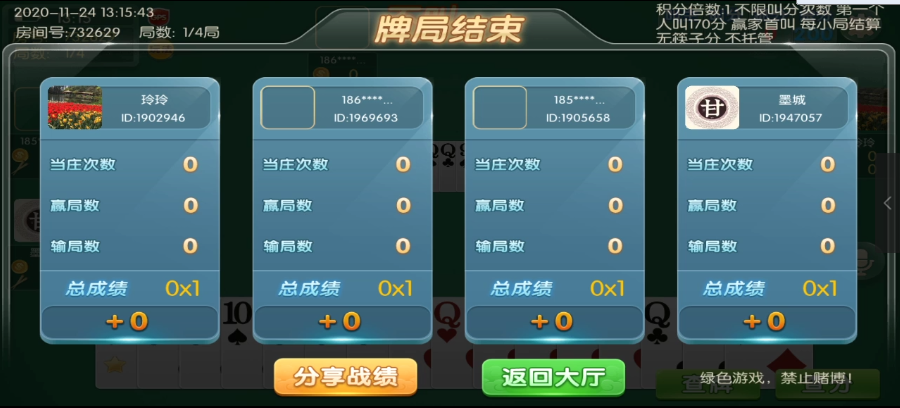 2020-11-24 13:15:43
房间号:732629 局数: 1/4局
牌局结束
积分倍数:1 不限叫分次数 第一个
人叫170分 赢家首叫 每小局结算
无筷子分 不托管
玲玲
ID:1902946
当庄次数 0
赢局数 0
输局数 0
总成绩 0x1
+0
186****...
ID:1969693
当庄次数 0
赢局数 0
输局数 0
总成绩 0x1
+0
185****...
ID:1905658
当庄次数 0
赢局数 0
输局数 0
总成绩 0x1
+0
甘
墨城
ID:1947057
当庄次数 0
赢局数 0
输局数 0
总成绩 0x1
+0
186****...
10
Q
Q
分享战绩
返回大厅
绿色游戏，禁止赌博！